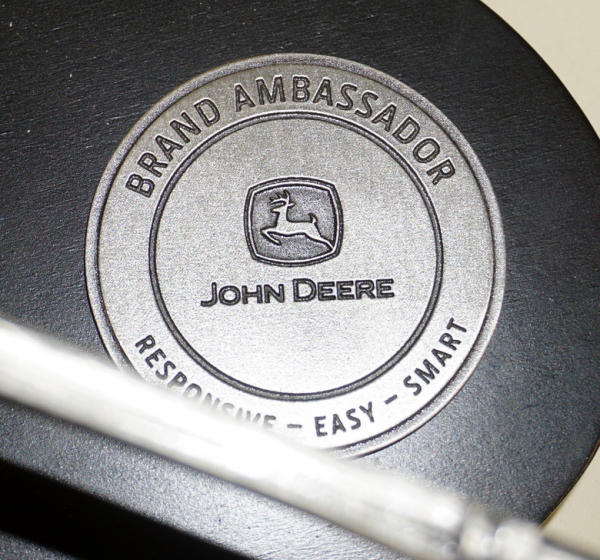 BRAND AMBASSADOR
JOHN DEERE
RESPONSIVE – EASY – SMART